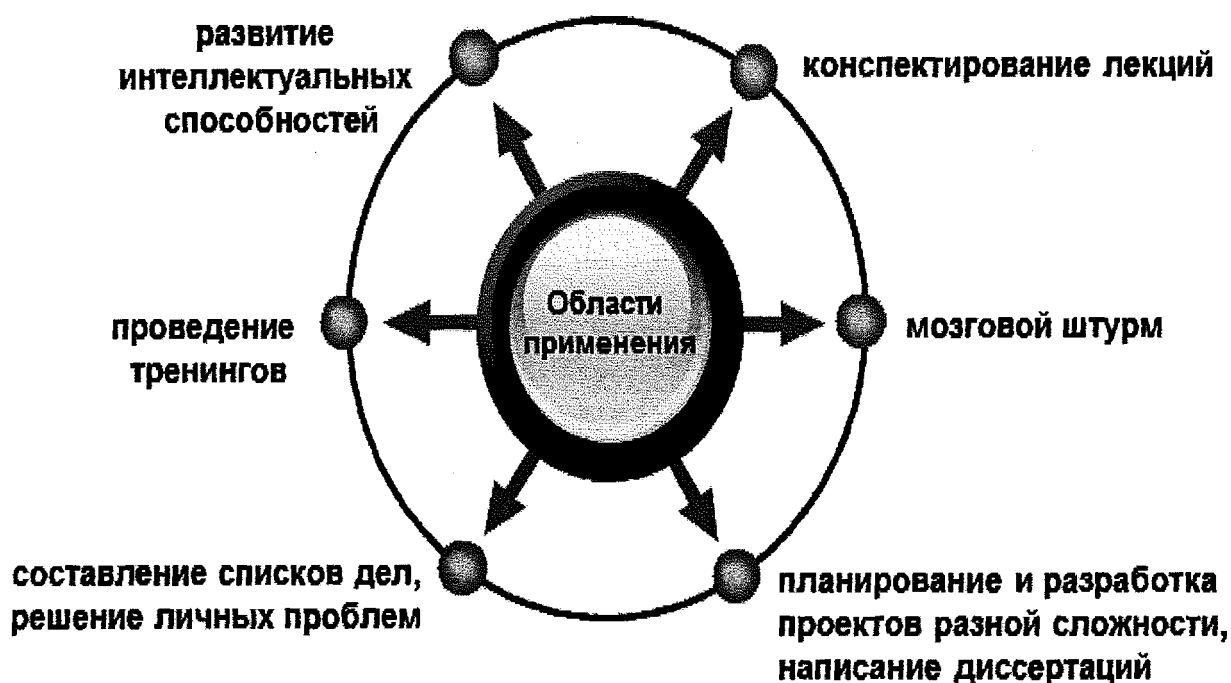 развитие
интеллектуальных
способностей
конспектирование лекций
Области
применения
проведение
тренингов
мозговой штурм
составление списков дел,
решение личных проблем
планирование и разработка
проектов разной сложности,
написание диссертаций